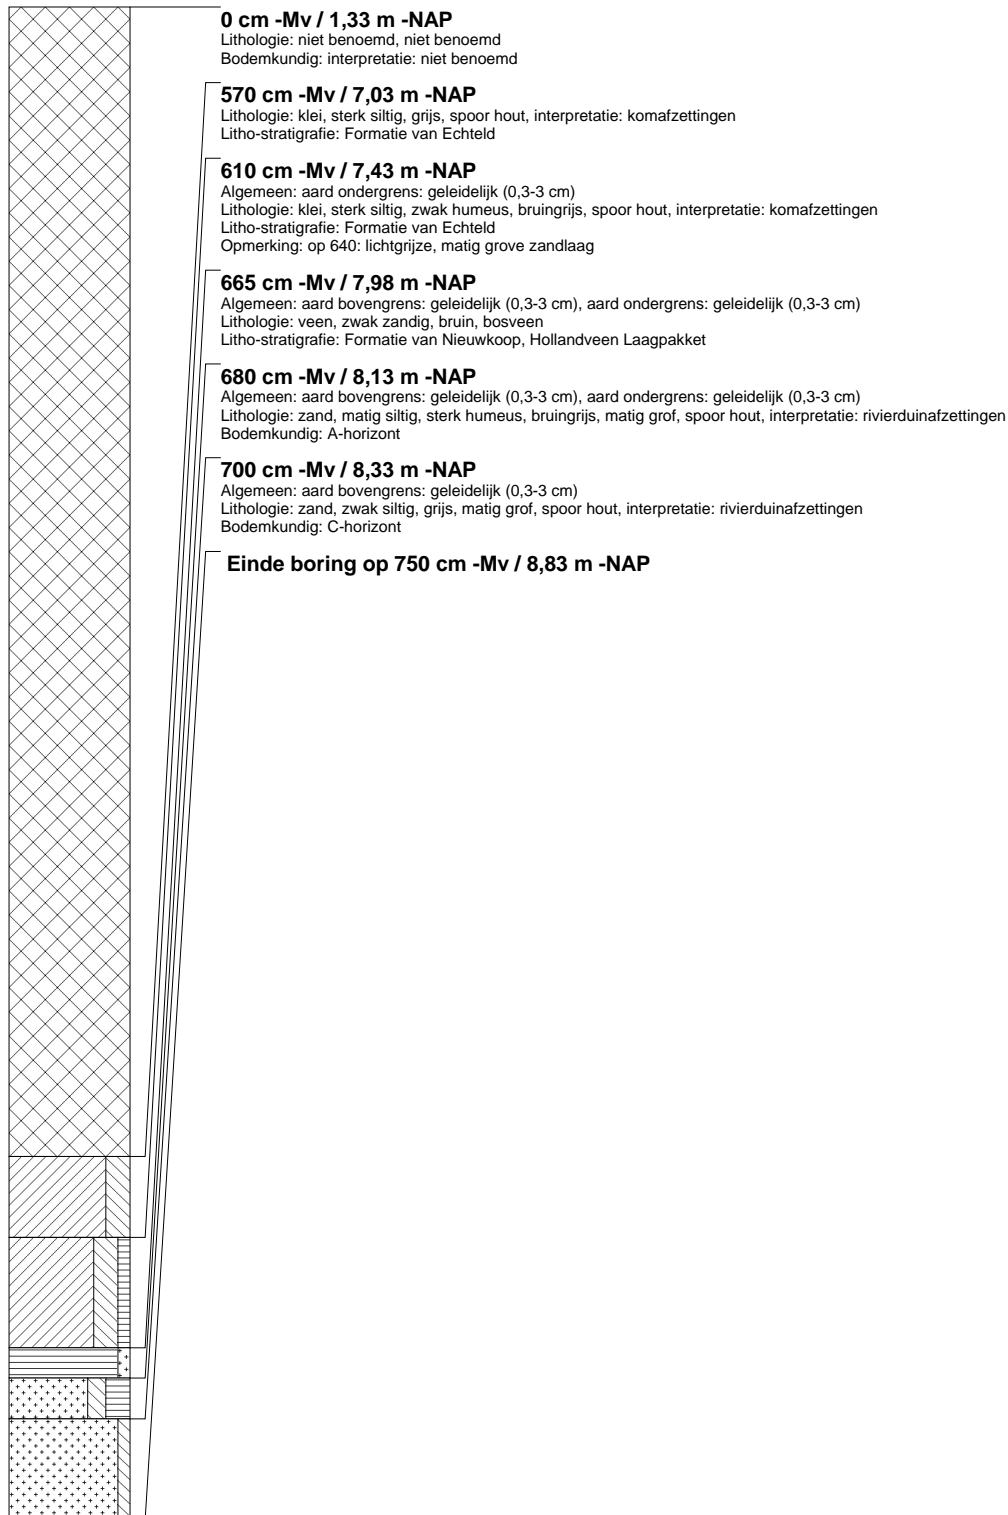 0 cm -Mv / 1,33 m -NAP
Lithologie: niet benoemd, niet benoemd
Bodemkundig: interpretatie: niet benoemd
570 cm -Mv / 7,03 m -NAP
Lithologie: klei, sterk siltig, grijs, spoor hout, interpretatie: komafzettingen
Litho-stratigrafie: Formatie van Echteld
610 cm -Mv / 7,43 m -NAP
Algemeen: aard ondergrens: geleidelijk (0,3-3 cm)
Lithologie: klei, sterk siltig, zwak humeus, bruingrijs, spoor hout, interpretatie: komafzettingen
Litho-stratigrafie: Formatie van Echteld
Opmerking: op 640: lichtgrijze, matig grove zandlaag
665 cm -Mv / 7,98 m -NAP
Algemeen: aard bovengrens: geleidelijk (0,3-3 cm), aard ondergrens: geleidelijk (0,3-3 cm)
Lithologie: veen, zwak zandig, bruin, bosveen
Litho-stratigrafie: Formatie van Nieuwkoop, Hollandveen Laagpakket
680 cm -Mv / 8,13 m -NAP
Algemeen: aard bovengrens: geleidelijk (0,3-3 cm), aard ondergrens: geleidelijk (0,3-3 cm)
Lithologie: zand, matig siltig, sterk humeus, bruingrijs, matig grof, spoor hout, interpretatie: rivierduinafzettingen
Bodemkundig: A-horizont
700 cm -Mv / 8,33 m -NAP
Algemeen: aard bovengrens: geleidelijk (0,3-3 cm)
Lithologie: zand, zwak siltig, grijs, matig grof, spoor hout, interpretatie: rivierduinafzettingen
Bodemkundig: C-horizont
Einde boring op 750 cm -Mv / 8,83 m -NAP